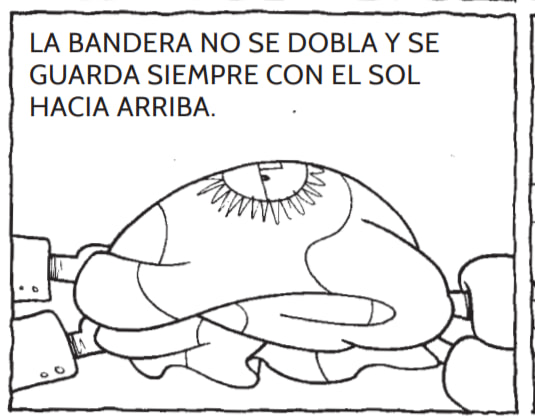 LA BANDERA NO SE DOBLA Y SE
GUARDA SIEMPRE CON EL SOL
HACIA ARRIBA.